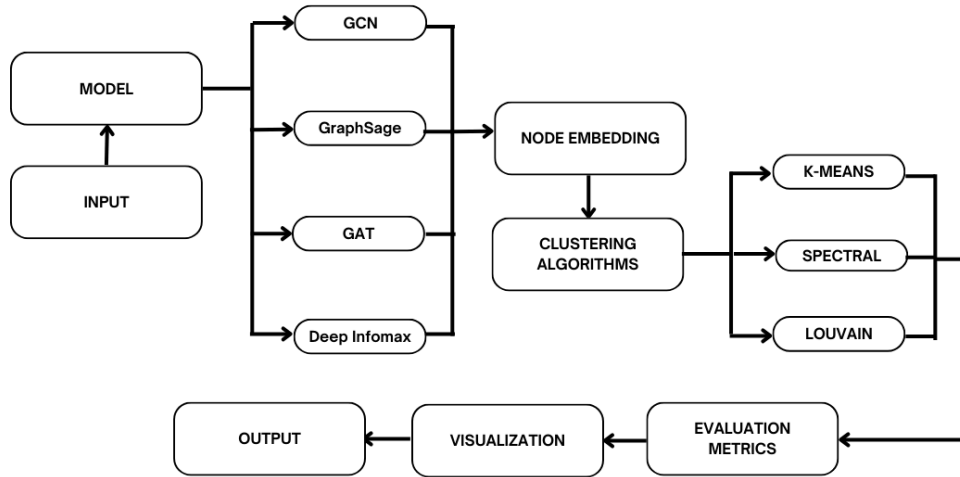 GCN
MODEL
GraphSage
INPUT
GAT
Deep Infomax
NODE EMBEDDING
CLUSTERING
ALGORITHMS
K-MEANS
SPECTRAL
LOUVAIN
EVALUATION
METRICS
VISUALIZATION
OUTPUT